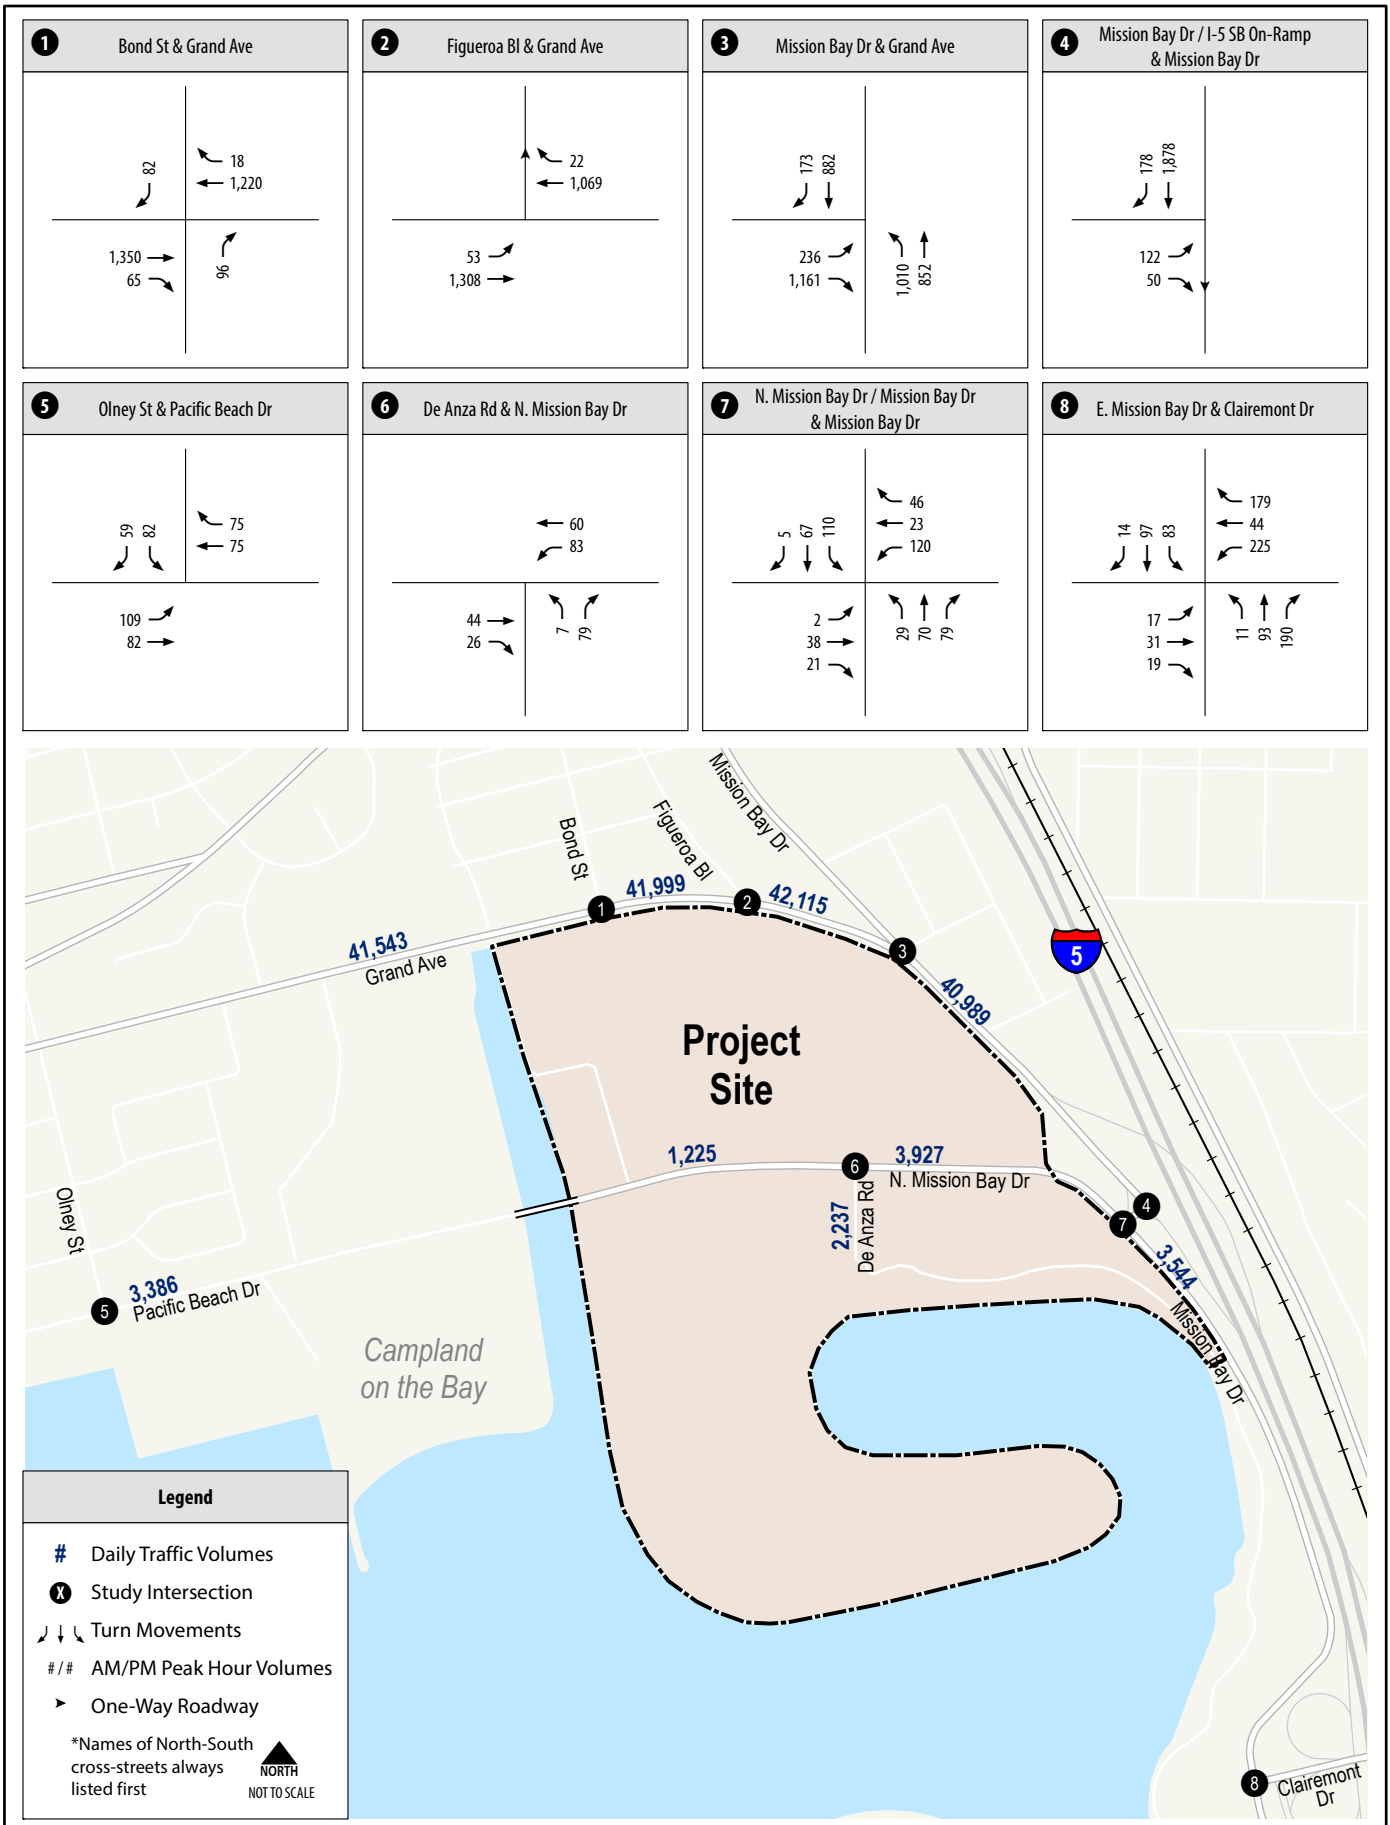 1 Bond St & Grand Ave
82
18
1,220
1,350
65
96
2 Figueroa Bl & Grand Ave
22
1,069
53
1,308
3 Mission Bay Dr & Grand Ave
173 882
236
1,161
1,010 852
4 Mission Bay Dr / I-5 SB On-Ramp
& Mission Bay Dr
178 1,878
122
50
5 Olney St & Pacific Beach Dr
59 82
75
75
109
82
6 De Anza Rd & N. Mission Bay Dr
60
83
44
26
7 79
7 N. Mission Bay Dr / Mission Bay Dr
& Mission Bay Dr
5 67 110
46
23
120
2
38
21
29 70 79
8 E. Mission Bay Dr & Clairemont Dr
14 97 83
179
44
225
17
31
19
11 93 190
Mission Bay Dr
Figueroa Bl
Bond St
41,999
42,115
1
2
3
41,543
Grand Ave
5
40,989
Project
Site
1,225
6
3,927
N. Mission Bay Dr
2,237
De Anza Rd
4
7
3,544
Mission Bay Dr
Olney St
5
3,386
Pacific Beach Dr
Campland
on the Bay
8
Clairemont
Dr
Legend
# Daily Traffic Volumes
X Study Intersection
Turn Movements
# / # AM/PM Peak Hour Volumes
One-Way Roadway
*Names of North-South
cross-streets always
listed first
NORTH
NOT TO SCALE